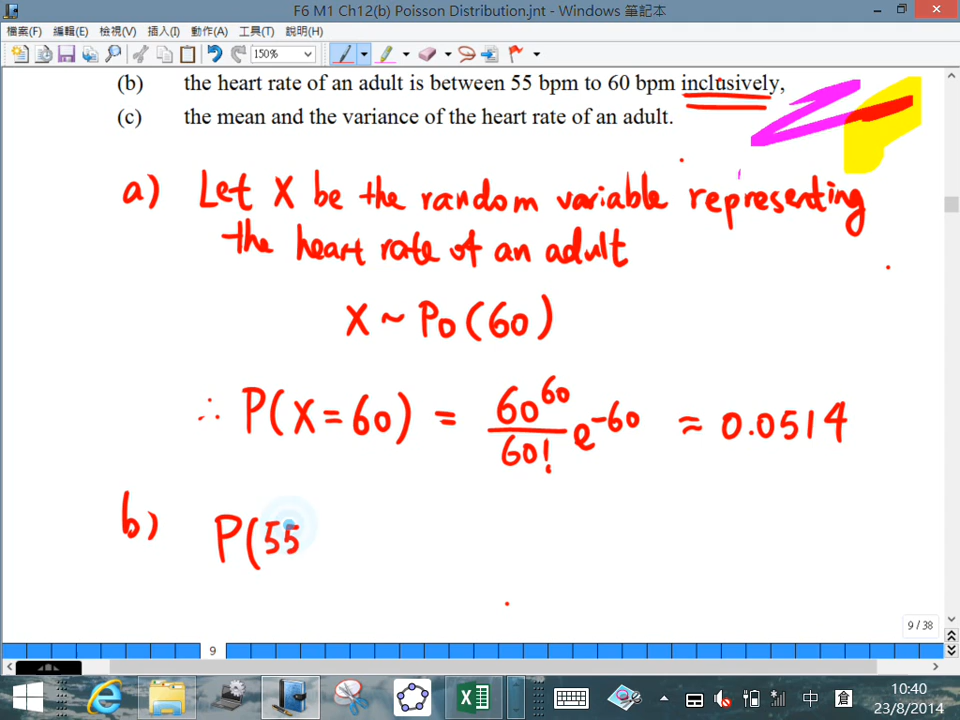 F6 M1 Ch12(b) Poisson Distribution.jnt - Windows 筆記本
檔案(F) 編輯(E) 檢視(V) 插入(I) 動作(A) 工具(T) 說明(H)
150%
(b) the heart rate of an adult is between 55 bpm to 60 bpm inclusively,
(c) the mean and the variance of the heart rate of an adult.
a) Let X be the random variable representing
the heart rate of an adult
X ~ Po(60)
∴ P(X=60) = 60^60/60! e^-60 ≈ 0.0514
b) P(55
9 / 38
9
中 倉 10:40
23/8/2014